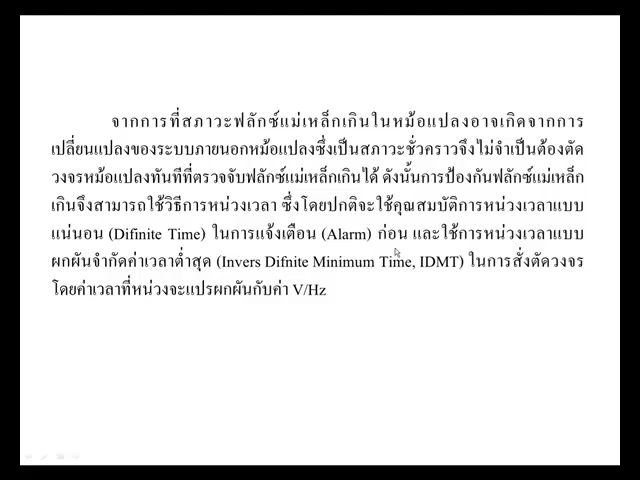 จากการที่สภาวะฟลักซ์แม่เหล็กเกินในหม้อแปลงอาจเกิดจากการ
เปลี่ยนแปลงของระบบภายนอกหม้อแปลงซึ่งเป็นสภาวะชั่วคราวจึงไม่จำเป็นต้องตัด
วงจรหม้อแปลงทันทีที่ตรวจจับฟลักซ์แม่เหล็กเกินได้ ดังนั้นการป้องกันฟลักซ์แม่เหล็ก
เกินจึงสามารถใช้วิธีการหน่วงเวลา ซึ่งโดยปกติจะใช้คุณสมบัติการหน่วงเวลาแบบ
แน่นอน (Difinite Time) ในการแจ้งเตือน (Alarm) ก่อน และใช้การหน่วงเวลาแบบ
ผกผันจำกัดค่าเวลาต่ำสุด (Invers Difnite Minimum Time, IDMT) ในการสั่งตัดวงจร
โดยค่าเวลาที่หน่วงจะแปรผกผันกับค่า V/Hz